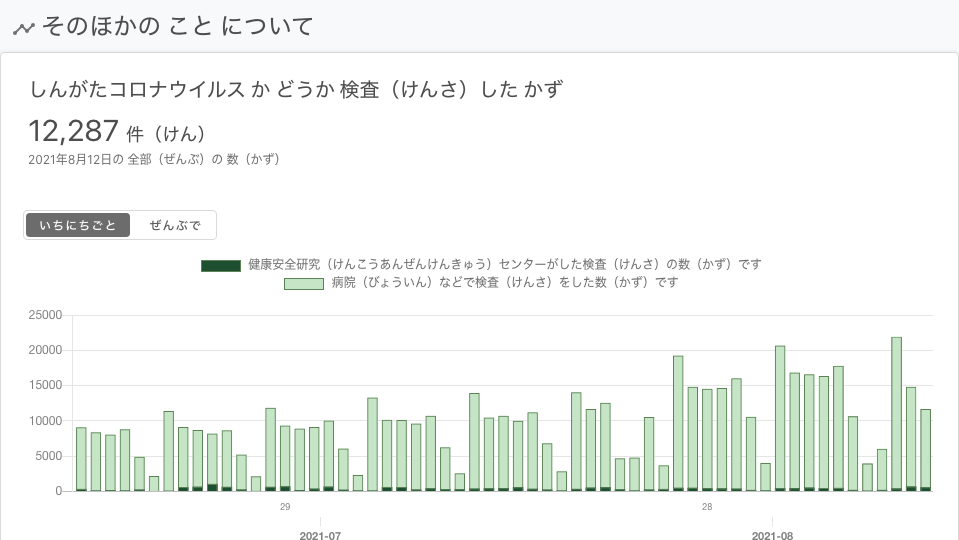 そのほかの こと について
しんがたコロナウイルス か どうか 検査（けんさ）した かず
12,287 件（けん）
2021年8月12日の 全部（ぜんぶ）の 数（かず）
いちにちごと ぜんぶで
健康安全研究（けんこうあんぜんけんきゅう）センターがした検査（けんさ）の数（かず）です
病院（びょういん）などで検査（けんさ）をした数（かず）です
25000
20000
15000
10000
5000
0
29 28
2021-07 2021-08